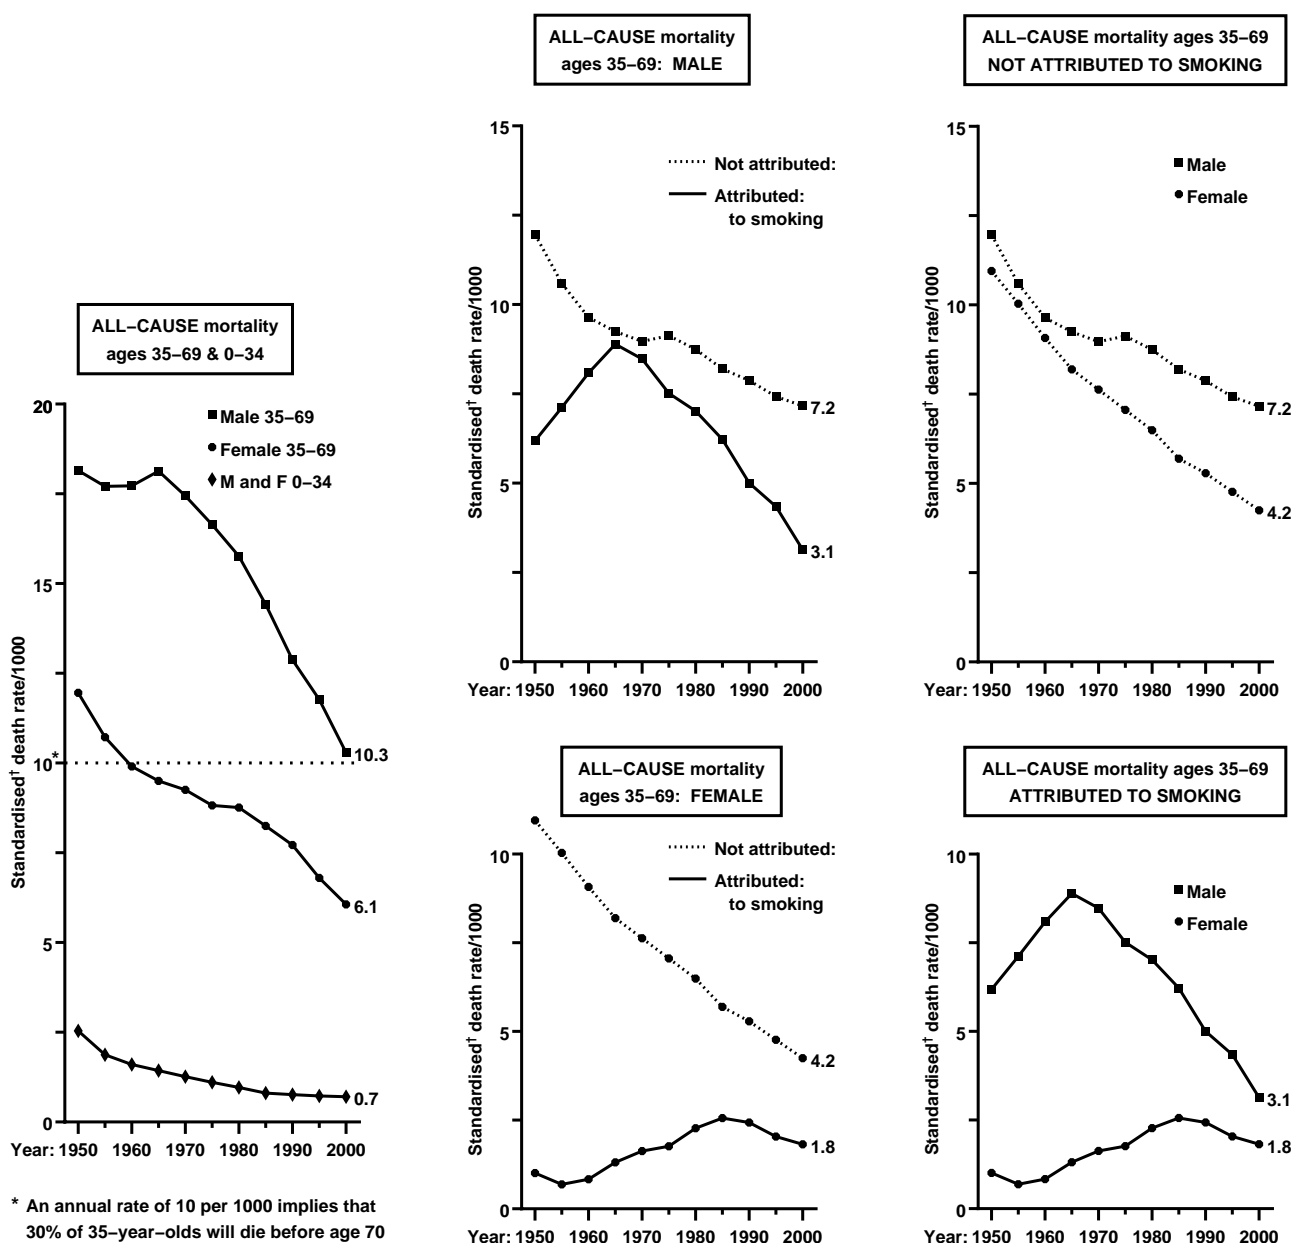 ALL−CAUSE mortality
ages 35−69 & 0−34
20
15
10*
5
0
Standardised† death rate/1000
Male 35−69
Female 35−69
M and F 0−34
10.3
6.1
0.7
Year: 1950 1960 1970 1980 1990 2000
* An annual rate of 10 per 1000 implies that
30% of 35−year−olds will die before age 70
ALL−CAUSE mortality
ages 35−69: MALE
15
10
5
0
Standardised† death rate/1000
Not attributed:
Attributed:
to smoking
7.2
3.1
Year: 1950 1960 1970 1980 1990 2000
ALL−CAUSE mortality ages 35−69
NOT ATTRIBUTED TO SMOKING
15
10
5
0
Standardised† death rate/1000
Male
Female
7.2
4.2
Year: 1950 1960 1970 1980 1990 2000
ALL−CAUSE mortality
ages 35−69: FEMALE
10
5
0
Standardised† death rate/1000
Not attributed:
Attributed:
to smoking
4.2
1.8
Year: 1950 1960 1970 1980 1990 2000
ALL−CAUSE mortality ages 35−69
ATTRIBUTED TO SMOKING
10
5
0
Standardised† death rate/1000
Male
Female
3.1
1.8
Year: 1950 1960 1970 1980 1990 2000